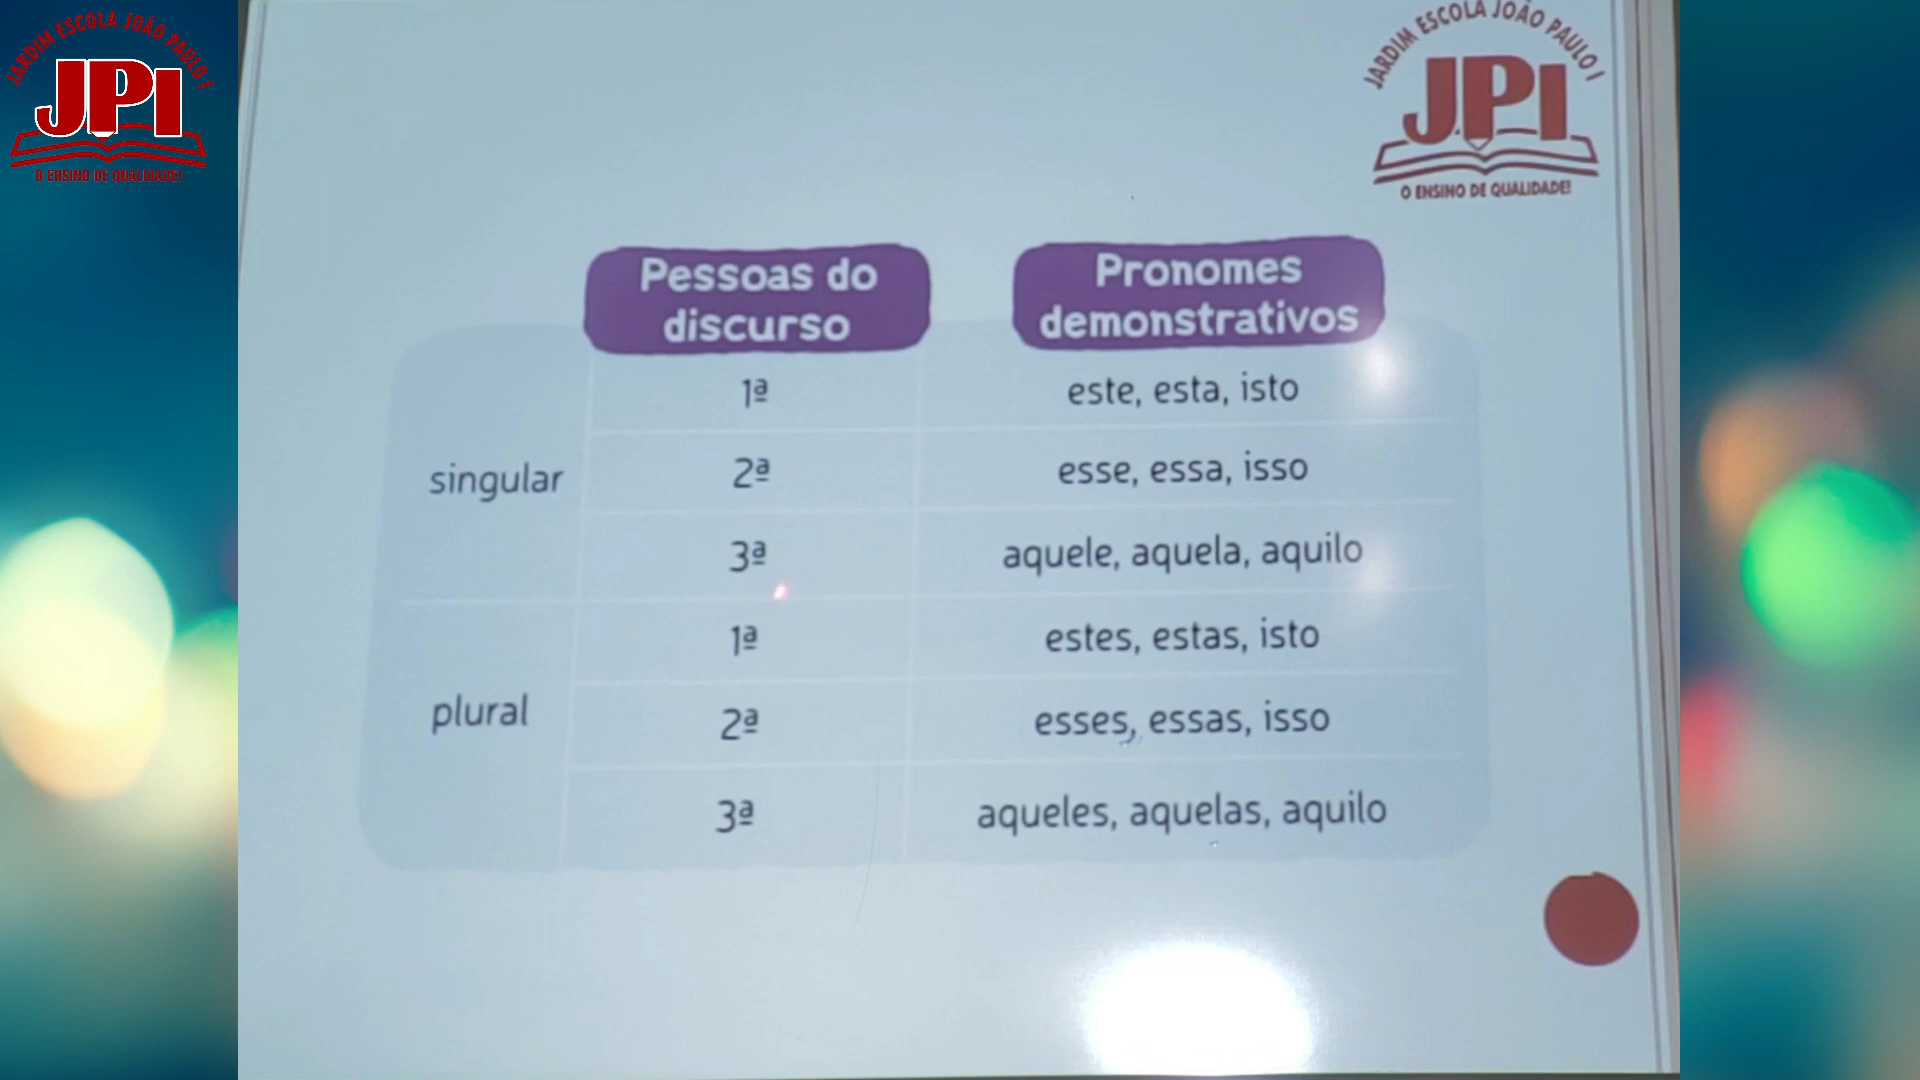 JARDIM ESCOLA JOÃO PAULO I
JPI
O ENSINO DE QUALIDADE!
JARDIM ESCOLA JOÃO PAULO I
JPI
O ENSINO DE QUALIDADE!
Pessoas do
discurso
Pronomes
demonstrativos
singular
1ª este, esta, isto
2ª esse, essa, isso
3ª aquele, aquela, aquilo
plural
1ª estes, estas, isto
2ª esses, essas, isso
3ª aqueles, aquelas, aquilo